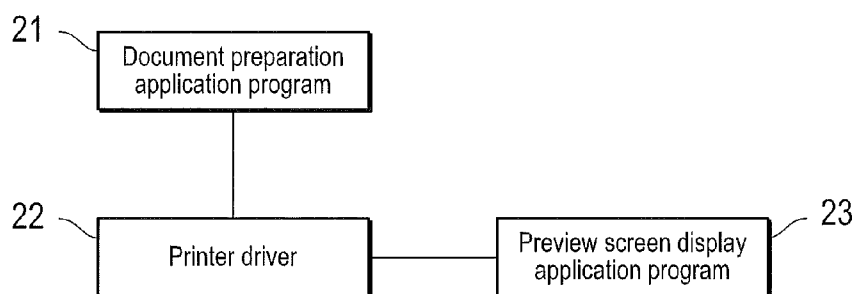 21
Document preparation
application program
22
Printer driver
Preview screen display
application program
23